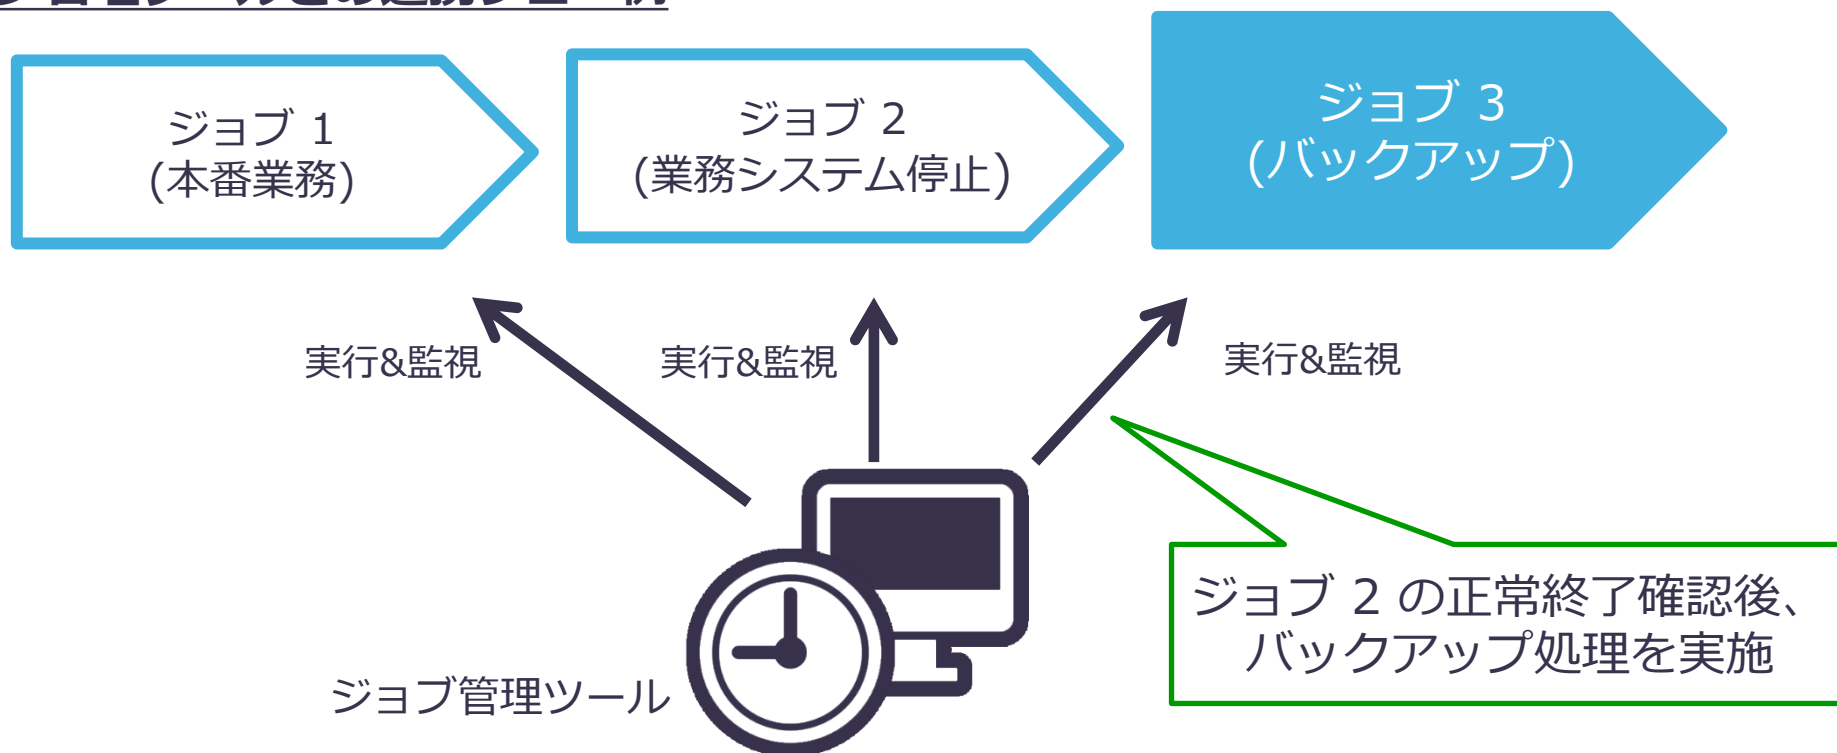 ジョブ 1
(本番業務)
ジョブ 2
(業務システム停止)
ジョブ 3
(バックアップ)
実行&監視
実行&監視
実行&監視
ジョブ 2 の正常終了確認後、
バックアップ処理を実施
ジョブ管理ツール